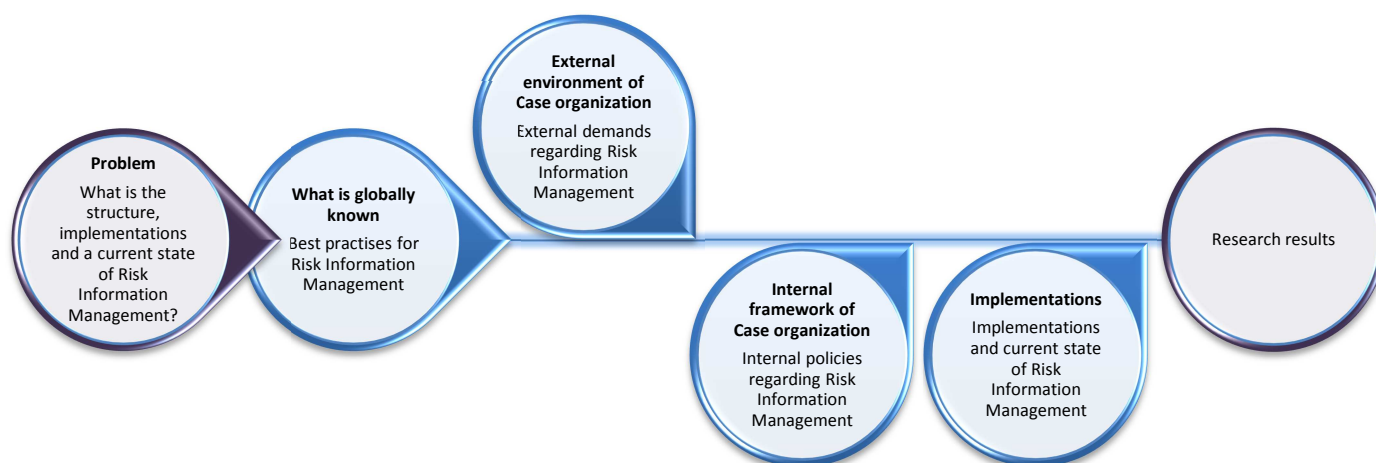 Problem
What is the
structure,
implementations
and a current state
of Risk
Information
Management?
What is globally
known
Best practises for
Risk Information
Management
External
environment of
Case organization
External demands
regarding Risk
Information
Management
Internal
framework of
Case organization
Internal policies
regarding Risk
Information
Management
Implementations
Implementations
and current state
of Risk
Information
Management
Research results